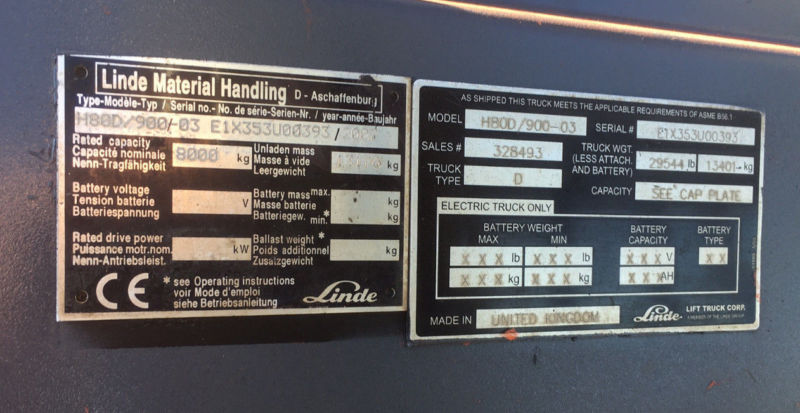 Linde Material Handling D - Aschaffenburg
Type-Modèle-Typ / Serial no.- No. de série-Serien-Nr. / year-année-Baujahr
H80D/900/-03 E1X353U00393 /
Rated capacity
Capacité nominale
Nenn-Tragfähigkeit
8000 kg
Unladen mass
Masse à vide
Leergewicht
kg
Battery voltage
Tension batterie
Batteriespannung
V
Battery mass max.
Masse batterie
Batteriegew. min.*
kg
Rated drive power
Puissance motr.nom.
Nenn-Antriebsleist.
kW
Ballast weight *
Poids additionnel
Zusatzgewicht
kg
CE
* see Operating instructions
voir Mode d'emploi
siehe Betriebsanleitung
Linde
AS SHIPPED THIS TRUCK MEETS THE APPLICABLE REQUIREMENTS OF ASME B56.1
MODEL H80D/900-03 SERIAL # E1X353U00393
SALES # 328493
TRUCK WGT.
(LESS ATTACH.
AND BATTERY) 29544 lb 13401 kg
TRUCK
TYPE D
CAPACITY SEE CAP PLATE
ELECTRIC TRUCK ONLY
BATTERY WEIGHT
MAX MIN
BATTERY
CAPACITY
BATTERY
TYPE
X X X lb X X X lb X X X V X X
X X X kg X X X kg X X X AH
MADE IN UNITED KINGDOM
Linde LIFT TRUCK CORP.
A MEMBER OF THE LINDE GROUP